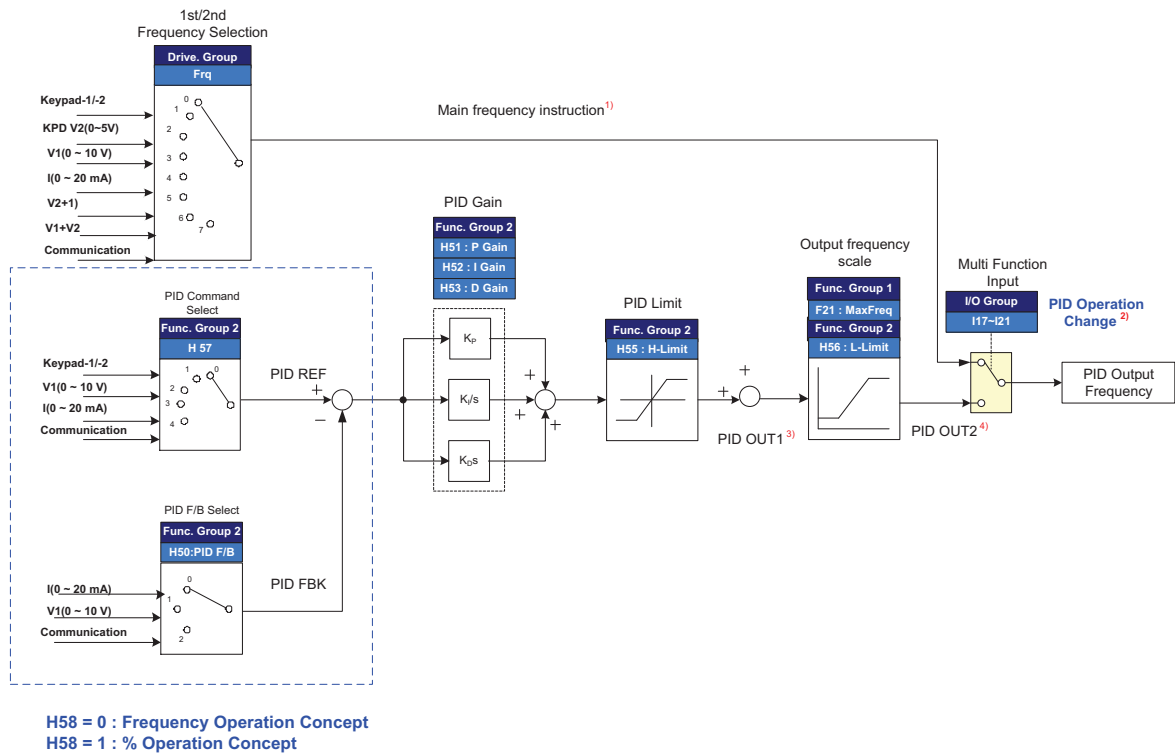 1st/2nd
Frequency Selection
Drive. Group
Frq
Keypad-1/-2
KPD V2(0~5V)
V1(0 ~ 10 V)
I(0 ~ 20 mA)
V2+1)
V1+V2
Communication
0
1
2
3
4
5
6
7
Main frequency instruction1)
PID Command
Select
Func. Group 2
H 57
Keypad-1/-2
V1(0 ~ 10 V)
I(0 ~ 20 mA)
Communication
1
0
2
3
4
PID REF
+
−
PID F/B Select
Func. Group 2
H50:PID F/B
I(0 ~ 20 mA)
V1(0 ~ 10 V)
Communication
0
1
2
PID FBK
PID Gain
Func. Group 2
H51 : P Gain
H52 : I Gain
H53 : D Gain
KP
KI/s
KDs
+
+
+
PID Limit
Func. Group 2
H55 : H-Limit
+
+
PID OUT1 3)
Output frequency
scale
Func. Group 1
F21 : MaxFreq
Func. Group 2
H56 : L-Limit
PID OUT2 4)
Multi Function
Input
I/O Group
I17~I21
PID Operation
Change 2)
PID Output
Frequency
H58 = 0 : Frequency Operation Concept
H58 = 1 : % Operation Concept